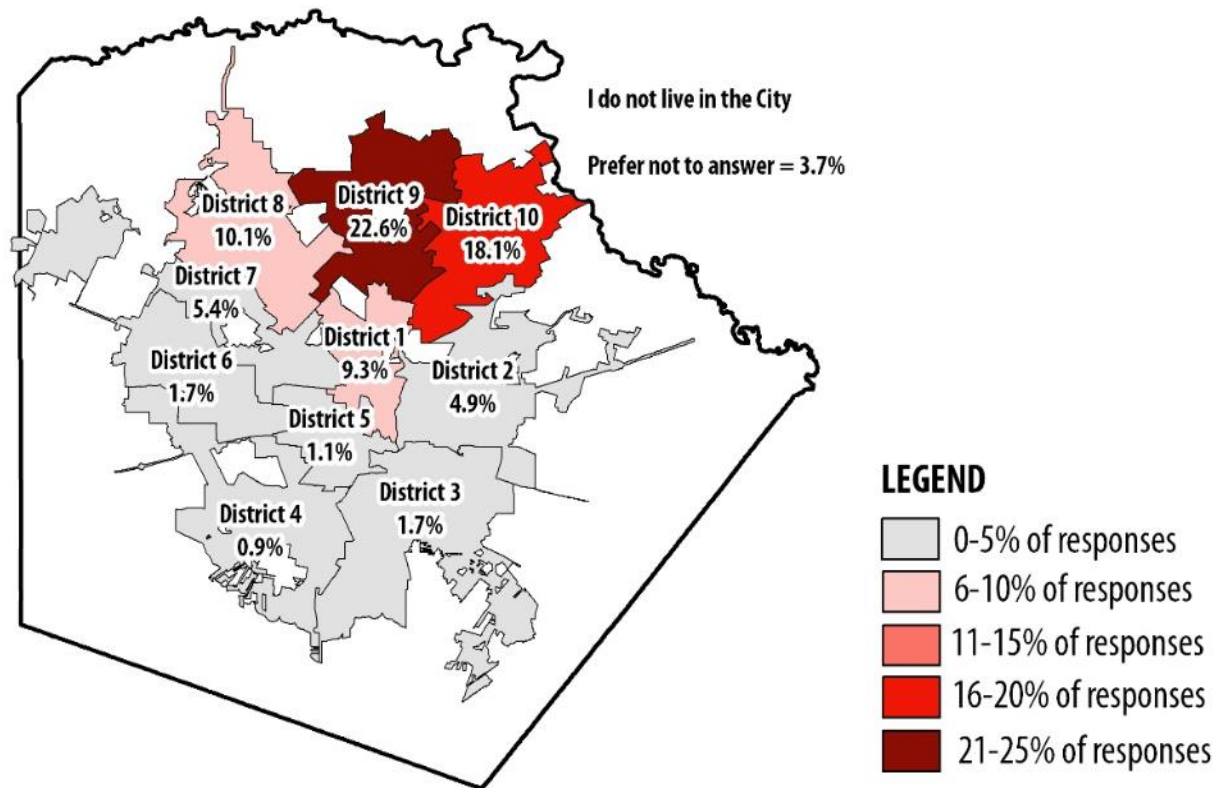 I do not live in the City
Prefer not to answer = 3.7%
District 9
22.6%
District 8
10.1%
District 10
18.1%
District 7
5.4%
District 1
9.3%
District 6
1.7%
District 2
4.9%
District 5
1.1%
District 3
1.7%
District 4
0.9%
LEGEND
0-5% of responses
6-10% of responses
11-15% of responses
16-20% of responses
21-25% of responses